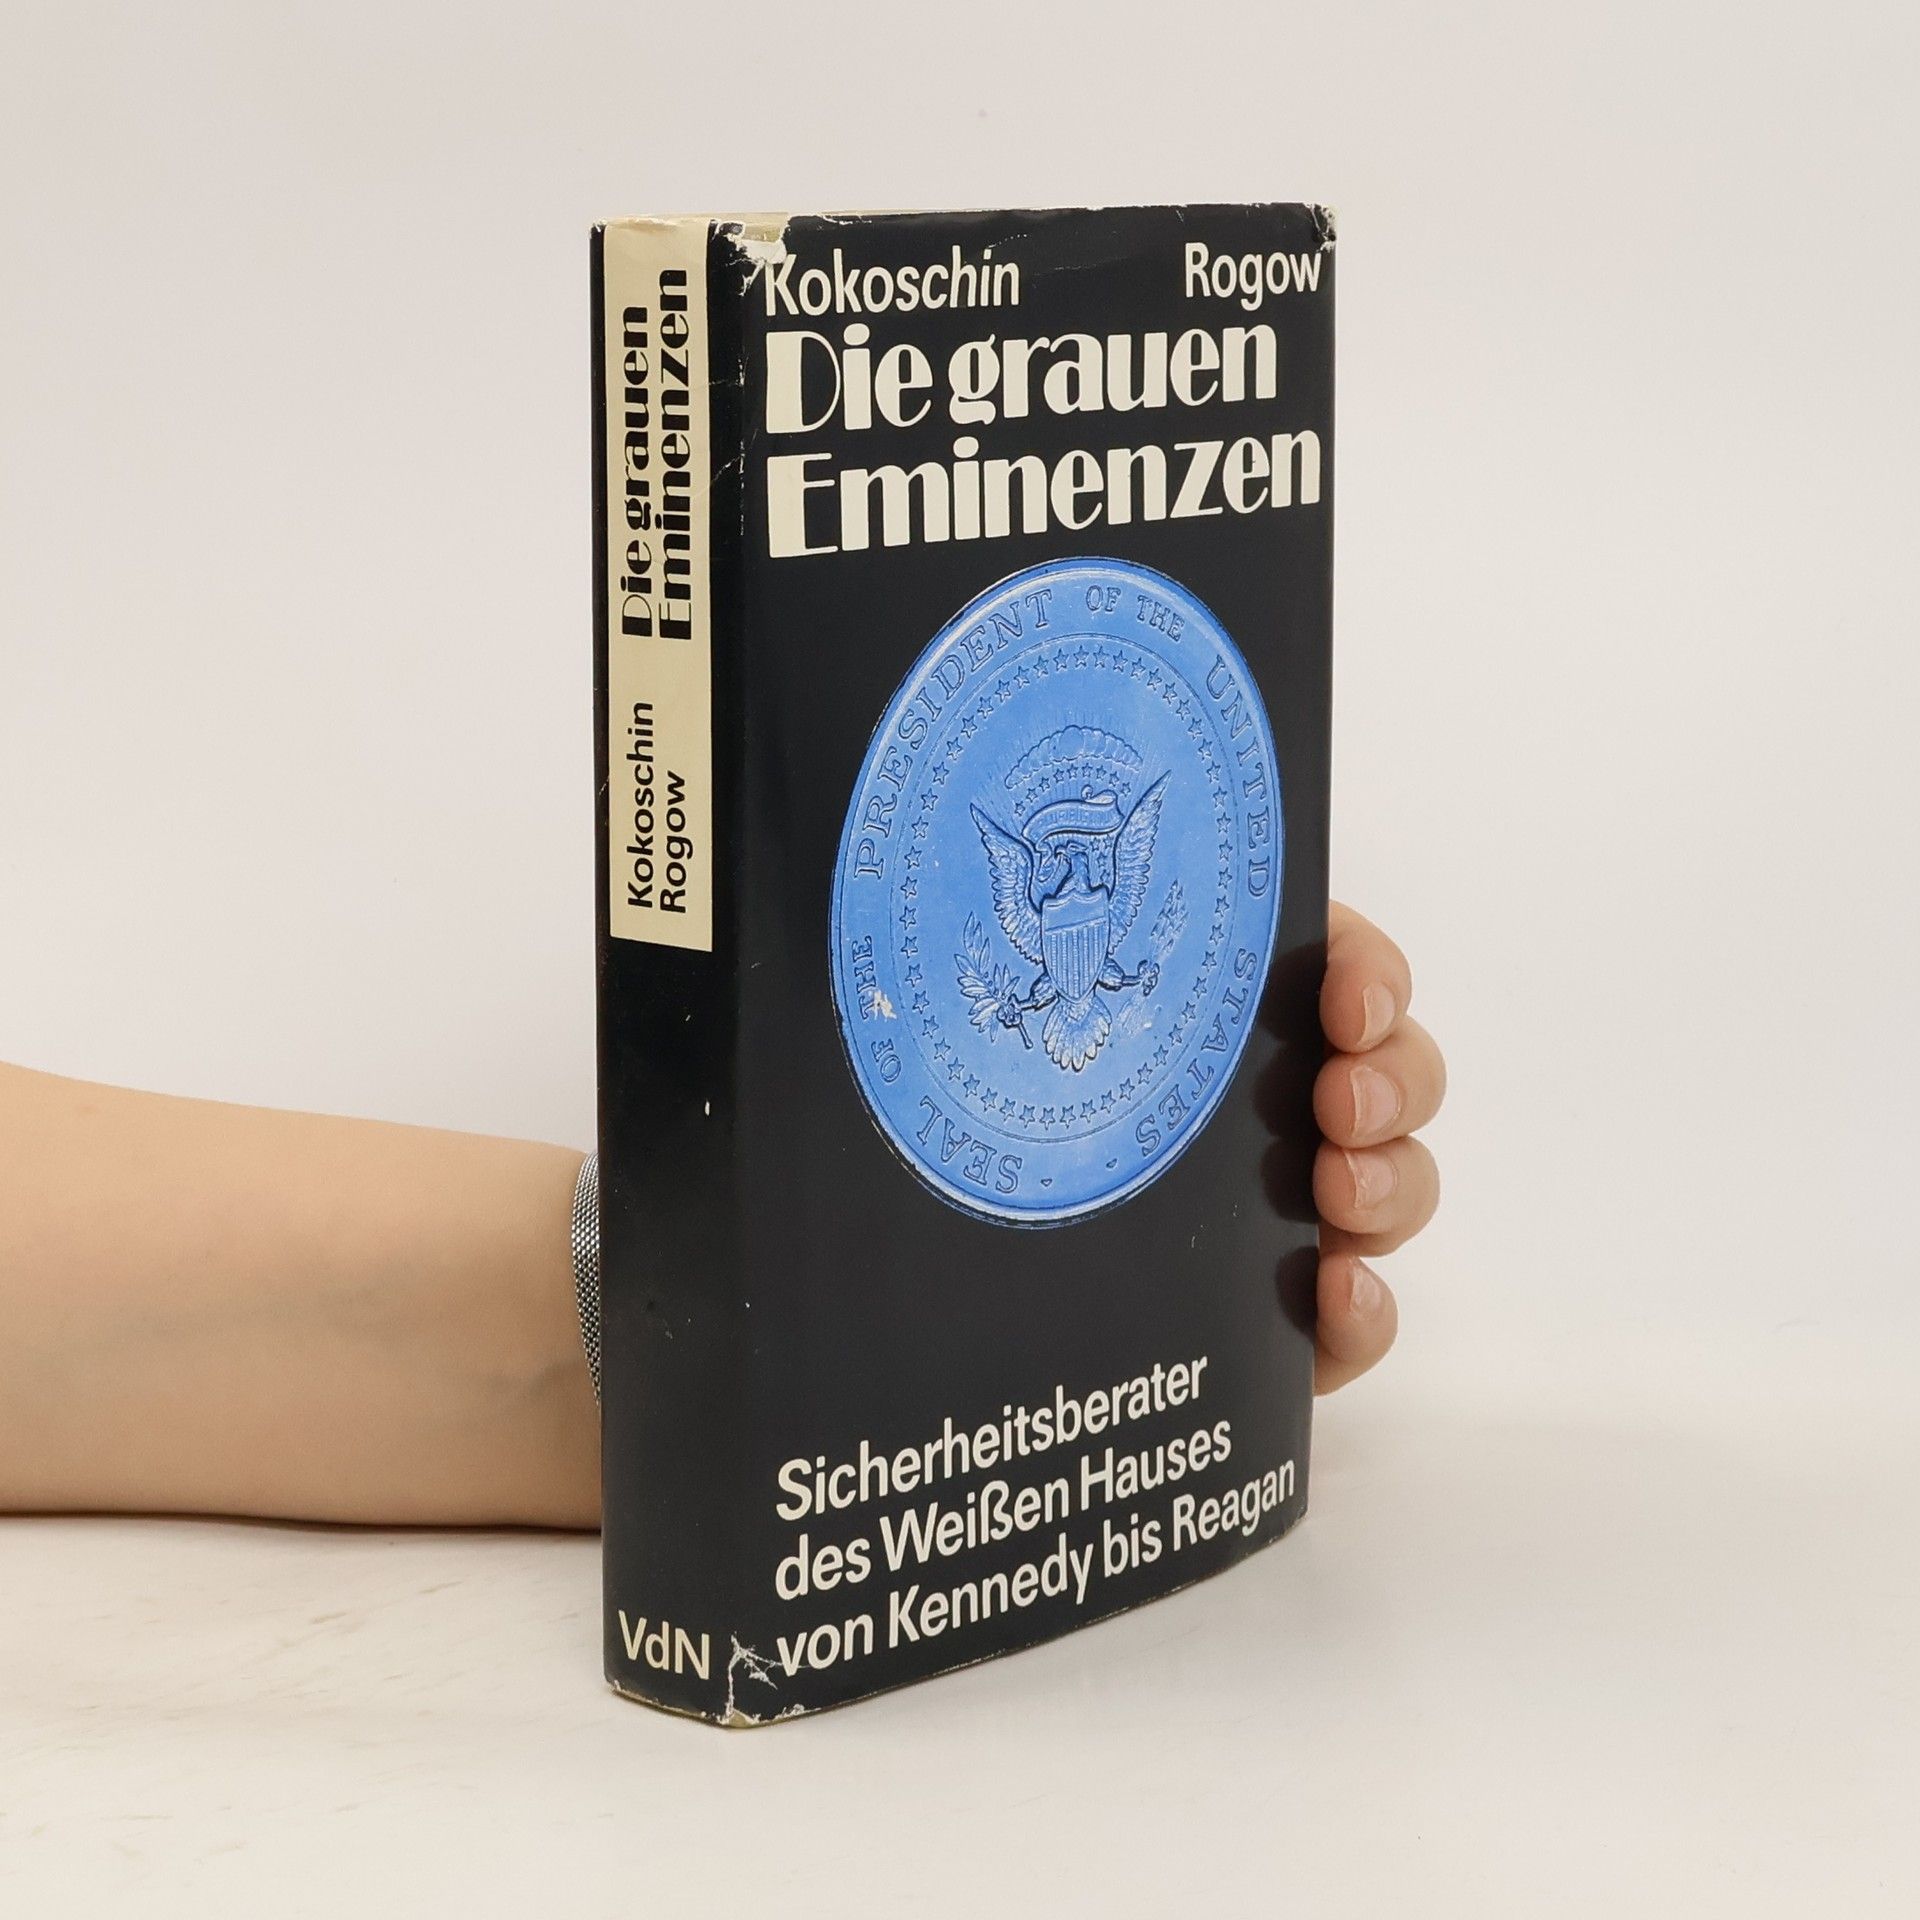 Die grauen
Eminenzen
Kokoschin
Rogow
VdN
Kokoschin Rogow
Die grauen
Eminenzen
SEAL OF THE PRESIDENT OF THE UNITED STATES
Sicherheitsberater
des Weißen Hauses
von Kennedy bis Reagan